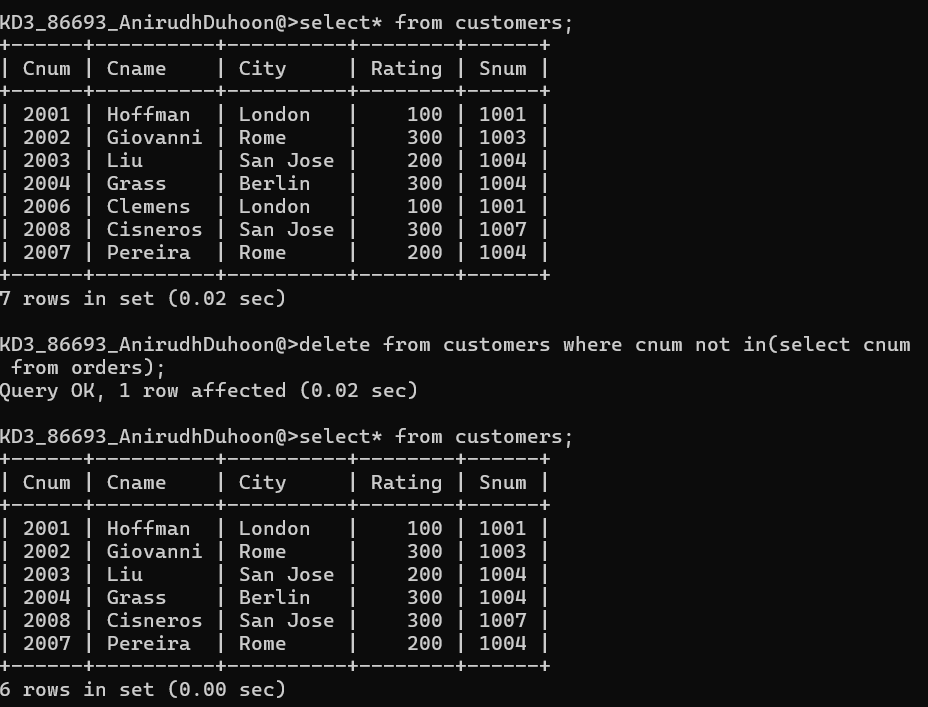 KD3_86693_AnirudhDuhoon@>select* from customers;
+------+----------+----------+--------+------+
| Cnum | Cname    | City     | Rating | Snum |
+------+----------+----------+--------+------+
| 2001 | Hoffman  | London   |    100 | 1001 |
| 2002 | Giovanni | Rome     |    300 | 1003 |
| 2003 | Liu      | San Jose |    200 | 1004 |
| 2004 | Grass    | Berlin   |    300 | 1004 |
| 2006 | Clemens  | London   |    100 | 1001 |
| 2008 | Cisneros | San Jose |    300 | 1007 |
| 2007 | Pereira  | Rome     |    200 | 1004 |
+------+----------+----------+--------+------+
7 rows in set (0.02 sec)

KD3_86693_AnirudhDuhoon@>delete from customers where cnum not in(select cnum
 from orders);
Query OK, 1 row affected (0.02 sec)

KD3_86693_AnirudhDuhoon@>select* from customers;
+------+----------+----------+--------+------+
| Cnum | Cname    | City     | Rating | Snum |
+------+----------+----------+--------+------+
| 2001 | Hoffman  | London   |    100 | 1001 |
| 2002 | Giovanni | Rome     |    300 | 1003 |
| 2003 | Liu      | San Jose |    200 | 1004 |
| 2004 | Grass    | Berlin   |    300 | 1004 |
| 2008 | Cisneros | San Jose |    300 | 1007 |
| 2007 | Pereira  | Rome     |    200 | 1004 |
+------+----------+----------+--------+------+
6 rows in set (0.00 sec)